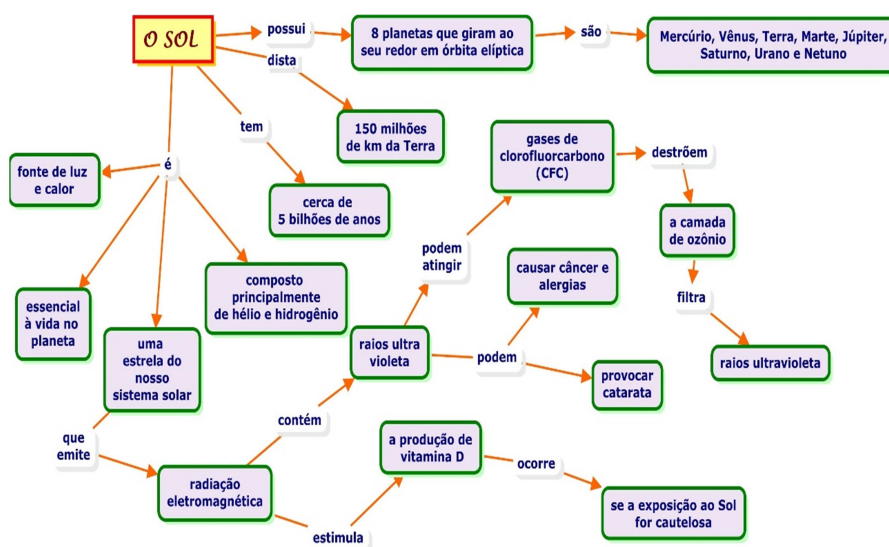 O SOL
possui
8 planetas que giram ao
seu redor em órbita elíptica
são
Mercúrio, Vênus, Terra, Marte, Júpiter,
Saturno, Urano e Netuno
dista
150 milhões
de km da Terra
tem
cerca de
5 bilhões de anos
é
fonte de luz
e calor
essencial
à vida no
planeta
uma
estrela do
nosso
sistema solar
composto
principalmente
de hélio e hidrogênio
que
emite
radiação
eletromagnética
contém
raios ultra
violeta
podem
atingir
gases de
clorofluorcarbono
(CFC)
destrõem
a camada
de ozônio
filtra
raios ultravioleta
podem
causar câncer e
alergias
provocar
catarata
estimula
a produção de
vitamina D
ocorre
se a exposição ao Sol
for cautelosa